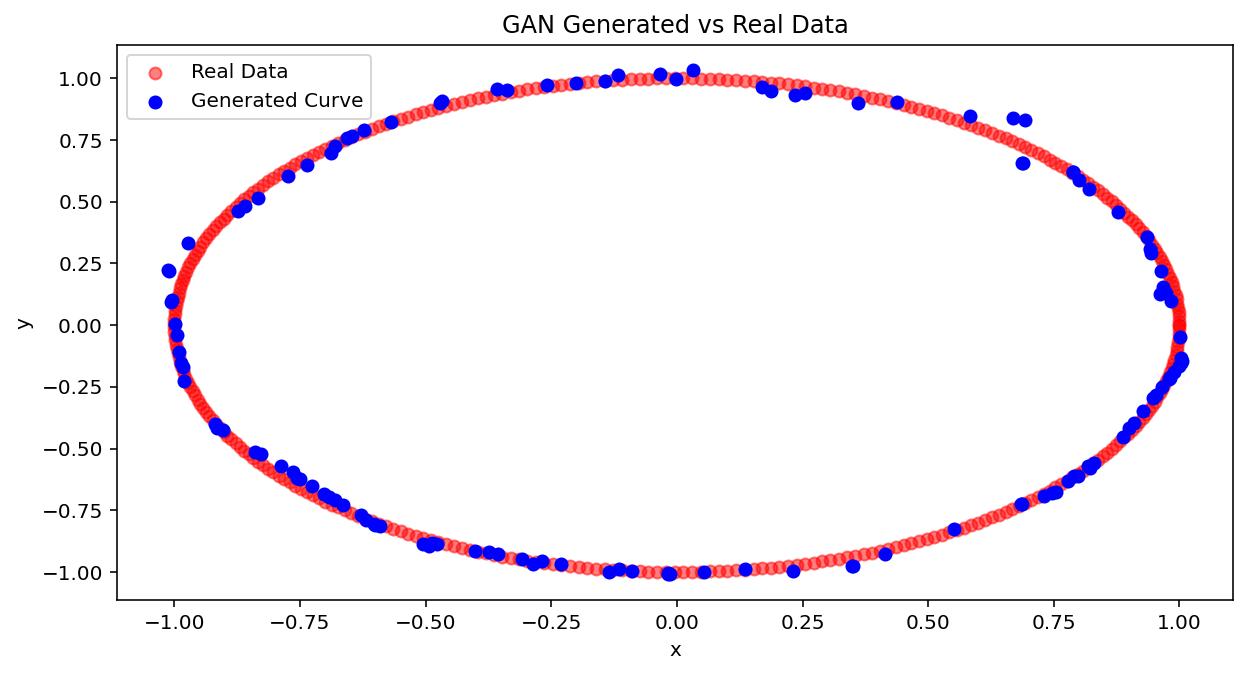 GAN Generated vs Real Data
Real Data
Generated Curve
1.00
0.75
0.50
0.25
0.00
−0.25
−0.50
−0.75
−1.00
y
−1.00 −0.75 −0.50 −0.25 0.00 0.25 0.50 0.75 1.00
x